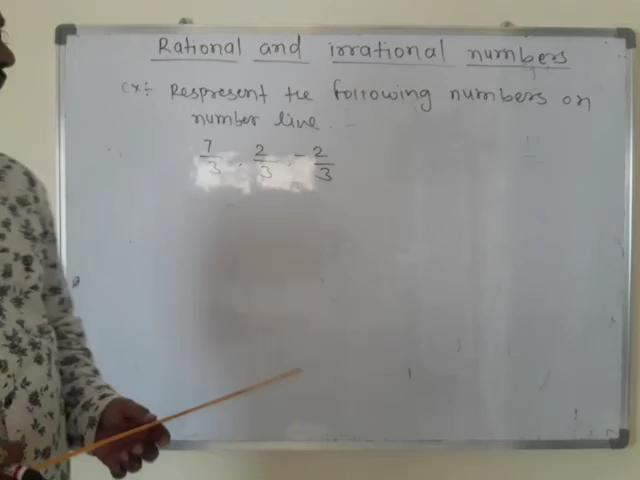 Rational and irrational numbers
Ex:- Respresent the following numbers on
number line.
7/3, 2/3, -2/3